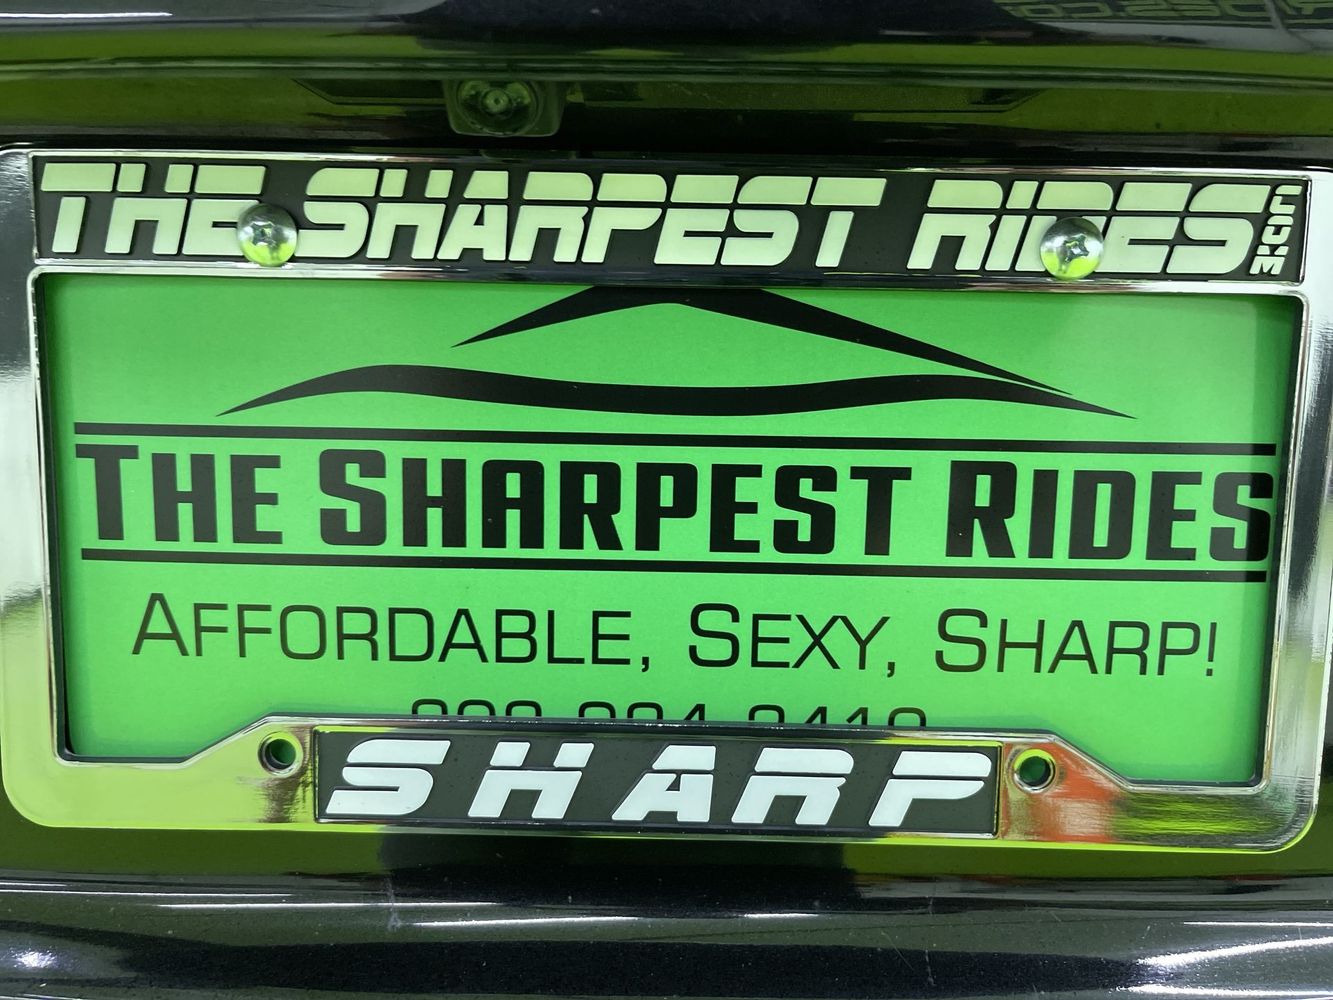 THE SHARPEST RIDES.COM
THE SHARPEST RIDES
AFFORDABLE, SEXY, SHARP!
SHARP